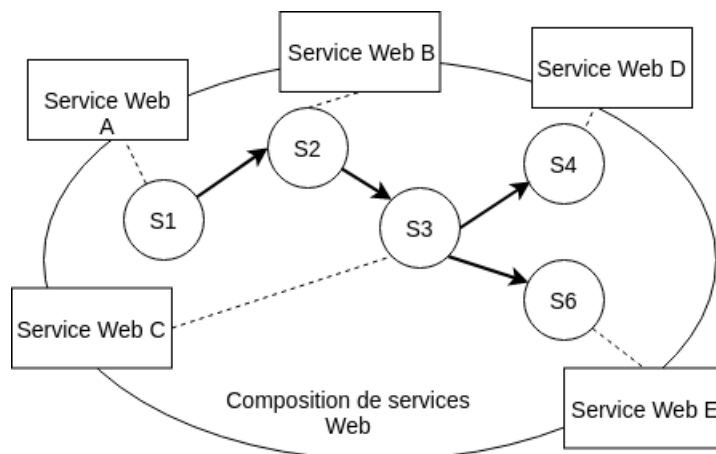 Service Web B
Service Web D
Service Web
A
S2
S4
S1
S3
S6
Service Web C
Composition de services
Web
Service Web E